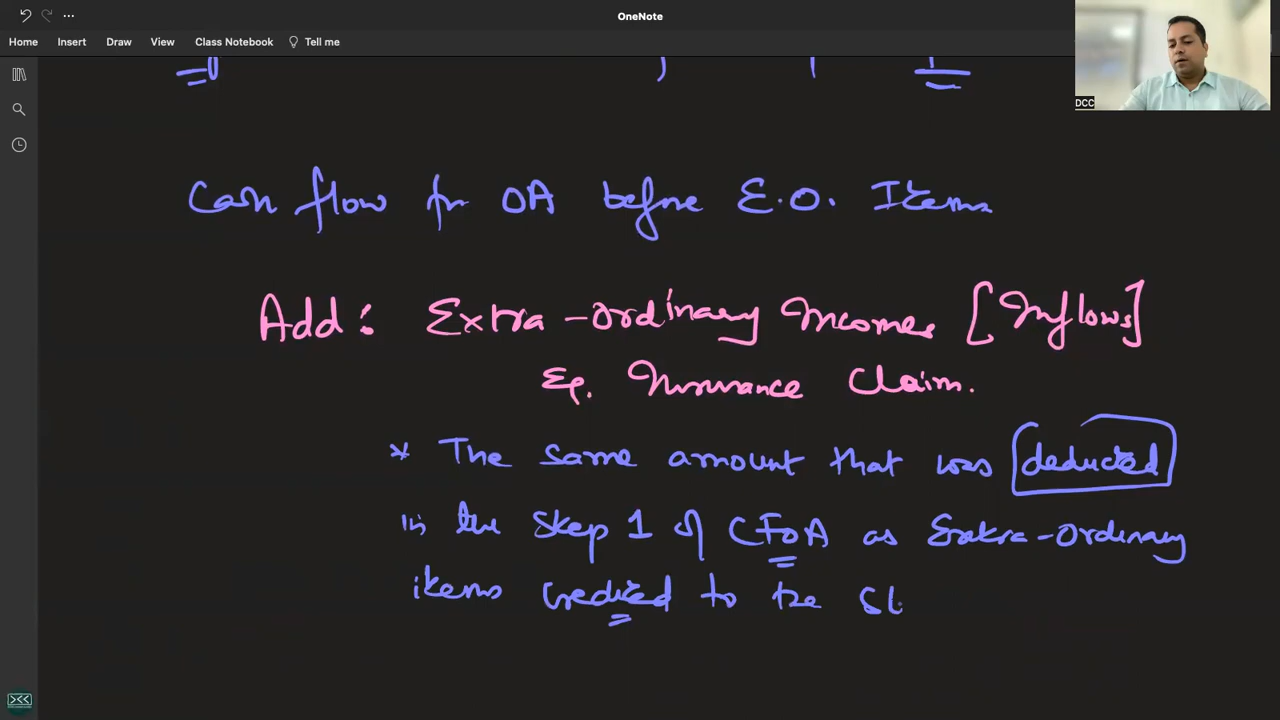 OneNote
Home Insert Draw View Class Notebook Tell me
DCC
Cash flow fr OA before E.O. Items
Add: Extra-Ordinary Incomes [Inflows]
Eg. Insurance Claim.
* The same amount that was deducted
in the Step 1 of CFOA as Extra-Ordinary
items credited to the St
DCC